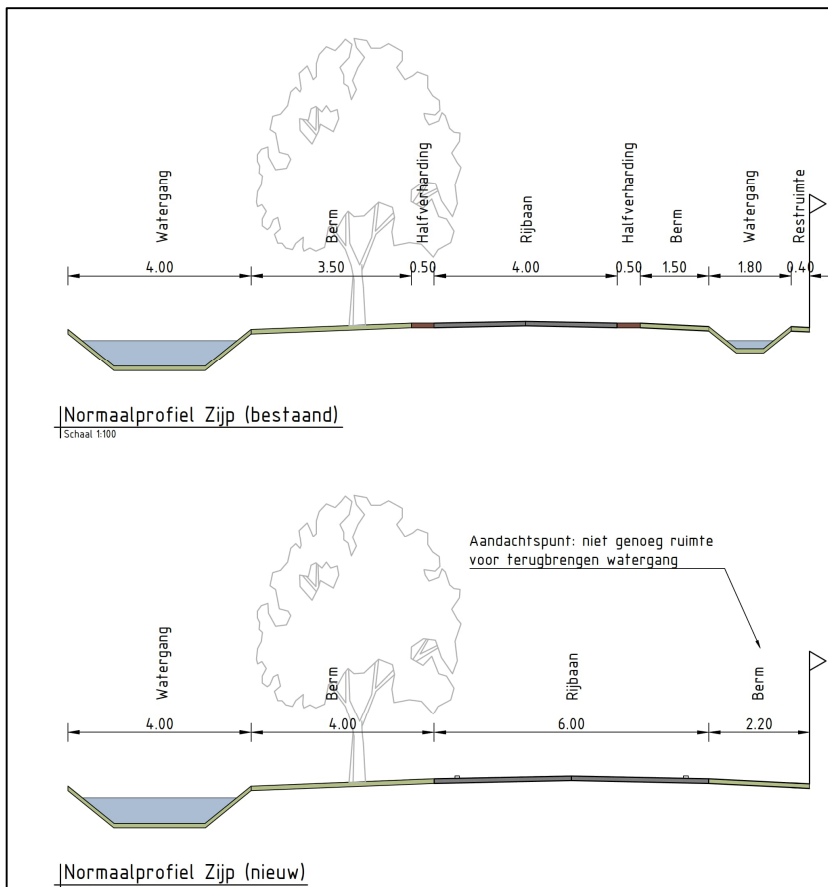 Watergang
Berm
Halfverharding
Rijbaan
Halfverharding
Berm
Watergang
Restruimte
4.00
3.50
0.50
4.00
0.50
1.50
1.80
0.40
Normaalprofiel Zijp (bestaand)
Schaal 1:100
Aandachtspunt: niet genoeg ruimte
voor terugbrengen watergang
Watergang
Berm
Rijbaan
Berm
4.00
4.00
6.00
2.20
Normaalprofiel Zijp (nieuw)